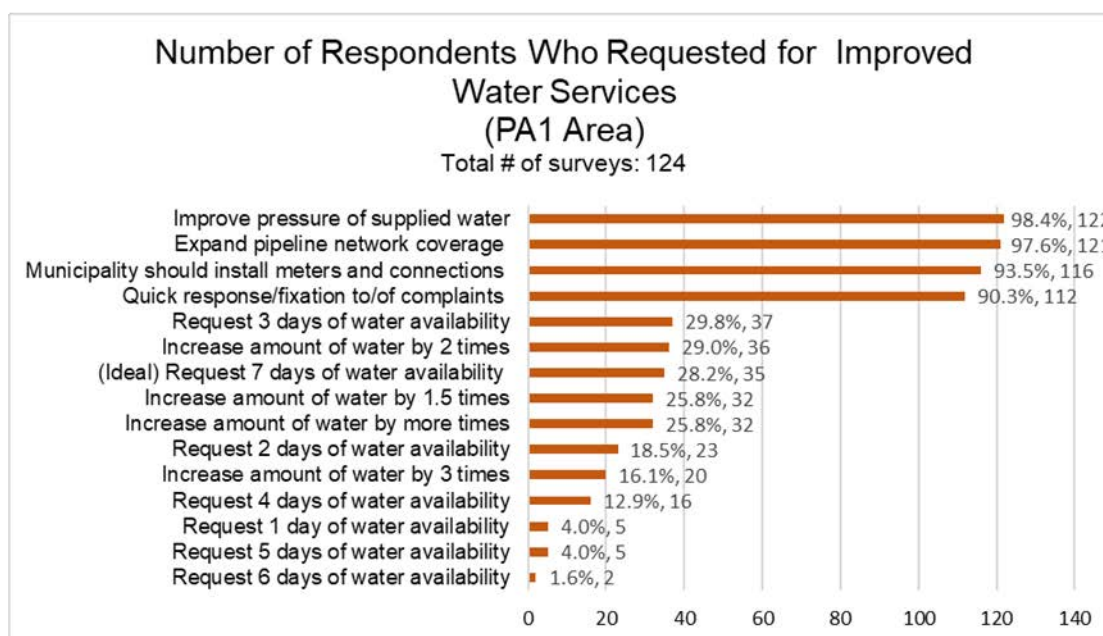 Number of Respondents Who Requested for Improved
Water Services
(PA1 Area)
Total # of surveys: 124
Improve pressure of supplied water 98.4%, 122
Expand pipeline network coverage 97.6%, 121
Municipality should install meters and connections 93.5%, 116
Quick response/fixation to/of complaints 90.3%, 112
Request 3 days of water availability 29.8%, 37
Increase amount of water by 2 times 29.0%, 36
(Ideal) Request 7 days of water availability 28.2%, 35
Increase amount of water by 1.5 times 25.8%, 32
Increase amount of water by more times 25.8%, 32
Request 2 days of water availability 18.5%, 23
Increase amount of water by 3 times 16.1%, 20
Request 4 days of water availability 12.9%, 16
Request 1 day of water availability 4.0%, 5
Request 5 days of water availability 4.0%, 5
Request 6 days of water availability 1.6%, 2
0 20 40 60 80 100 120 140